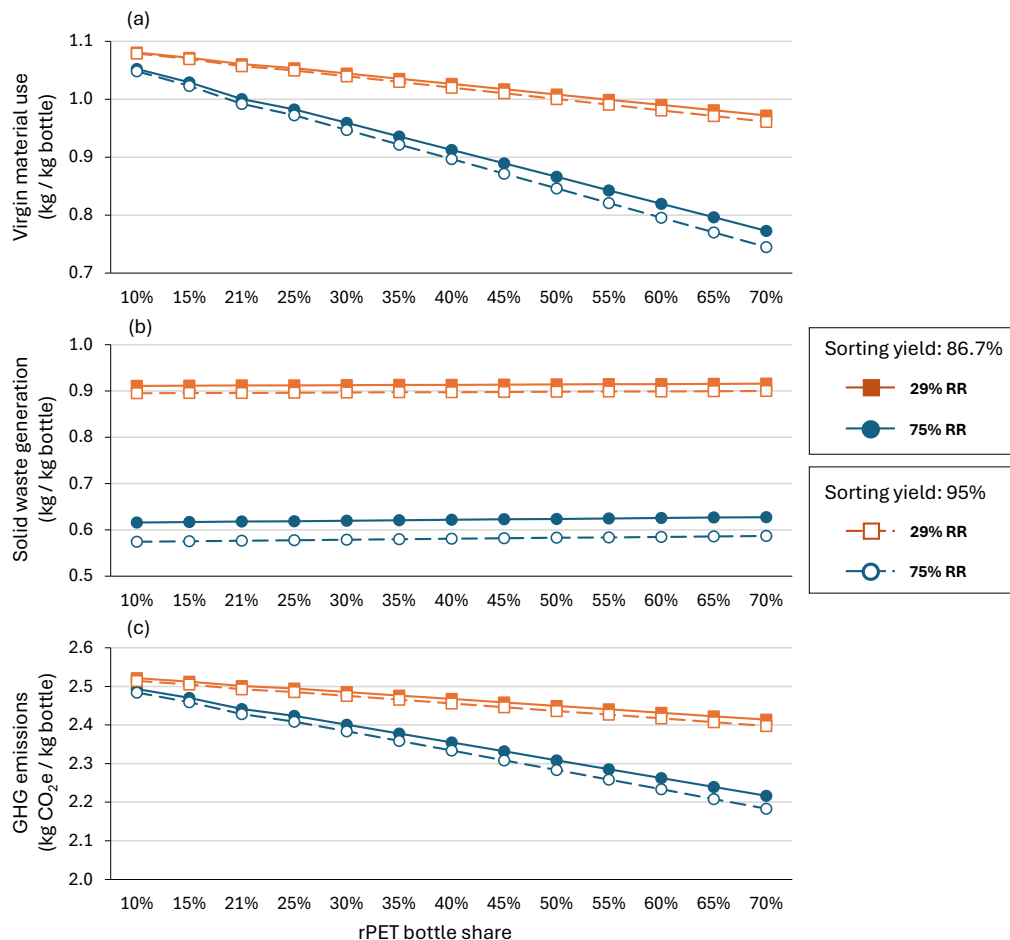 (a)
Virgin material use
(kg / kg bottle)
1.1
1.0
0.9
0.8
0.7
10% 15% 21% 25% 30% 35% 40% 45% 50% 55% 60% 65% 70%
(b)
Solid waste generation
(kg / kg bottle)
1.0
0.9
0.8
0.7
0.6
0.5
10% 15% 21% 25% 30% 35% 40% 45% 50% 55% 60% 65% 70%
Sorting yield: 86.7%
29% RR
75% RR
Sorting yield: 95%
29% RR
75% RR
(c)
GHG emissions
(kg CO₂e / kg bottle)
2.6
2.5
2.4
2.3
2.2
2.1
2.0
10% 15% 21% 25% 30% 35% 40% 45% 50% 55% 60% 65% 70%
rPET bottle share